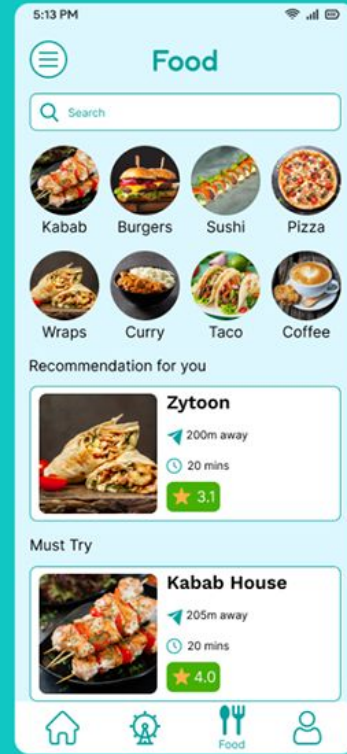 5:13 PM
Food
Search
Kabab Burgers Sushi Pizza
Wraps Curry Taco Coffee
Recommendation for you
Zytoon
200m away
20 mins
3.1
Must Try
Kabab House
205m away
20 mins
4.0
Food